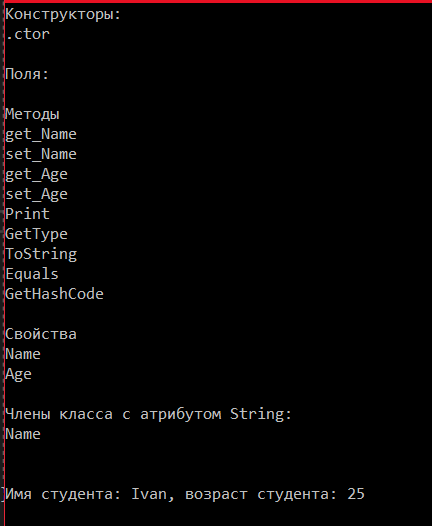 Конструкторы:
.ctor
Поля:
Методы
get_Name
set_Name
get_Age
set_Age
Print
GetType
ToString
Equals
GetHashCode
Свойства
Name
Age
Члены класса с атрибутом String:
Name
Имя студента: Ivan, возраст студента: 25